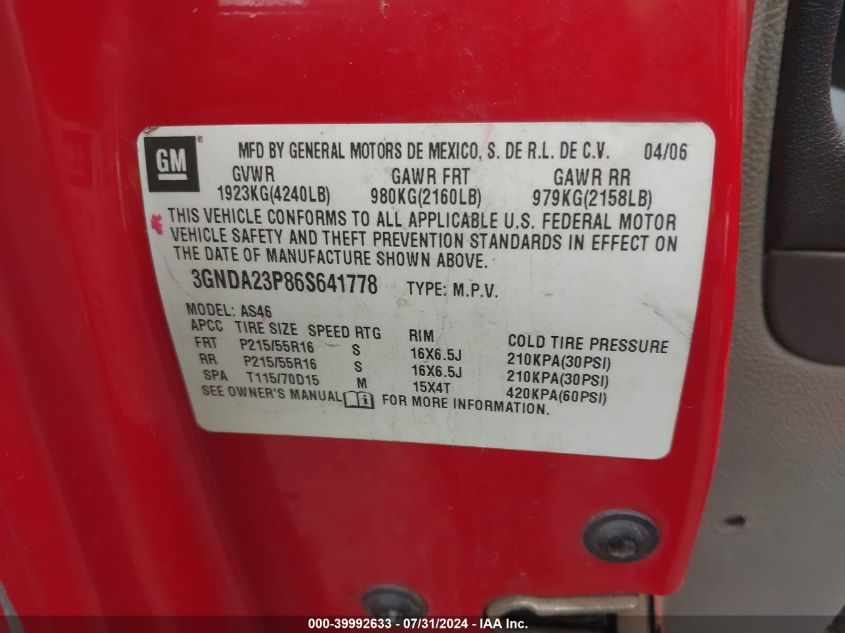 GM ® MFD BY GENERAL MOTORS DE MEXICO, S. DE R.L. DE C.V. 04/06
GVWR GAWR FRT GAWR RR
1923KG(4240LB) 980KG(2160LB) 979KG(2158LB)
THIS VEHICLE CONFORMS TO ALL APPLICABLE U.S. FEDERAL MOTOR
VEHICLE SAFETY AND THEFT PREVENTION STANDARDS IN EFFECT ON
THE DATE OF MANUFACTURE SHOWN ABOVE.
3GNDA23P86S641778 TYPE: M.P.V.
MODEL: AS46
APCC TIRE SIZE SPEED RTG RIM COLD TIRE PRESSURE
FRT P215/55R16 S 16X6.5J 210KPA(30PSI)
RR P215/55R16 S 16X6.5J 210KPA(30PSI)
SPA T115/70D15 M 15X4T 420KPA(60PSI)
SEE OWNER'S MANUAL i FOR MORE INFORMATION.
000-39992633 - 07/31/2024 - IAA Inc.